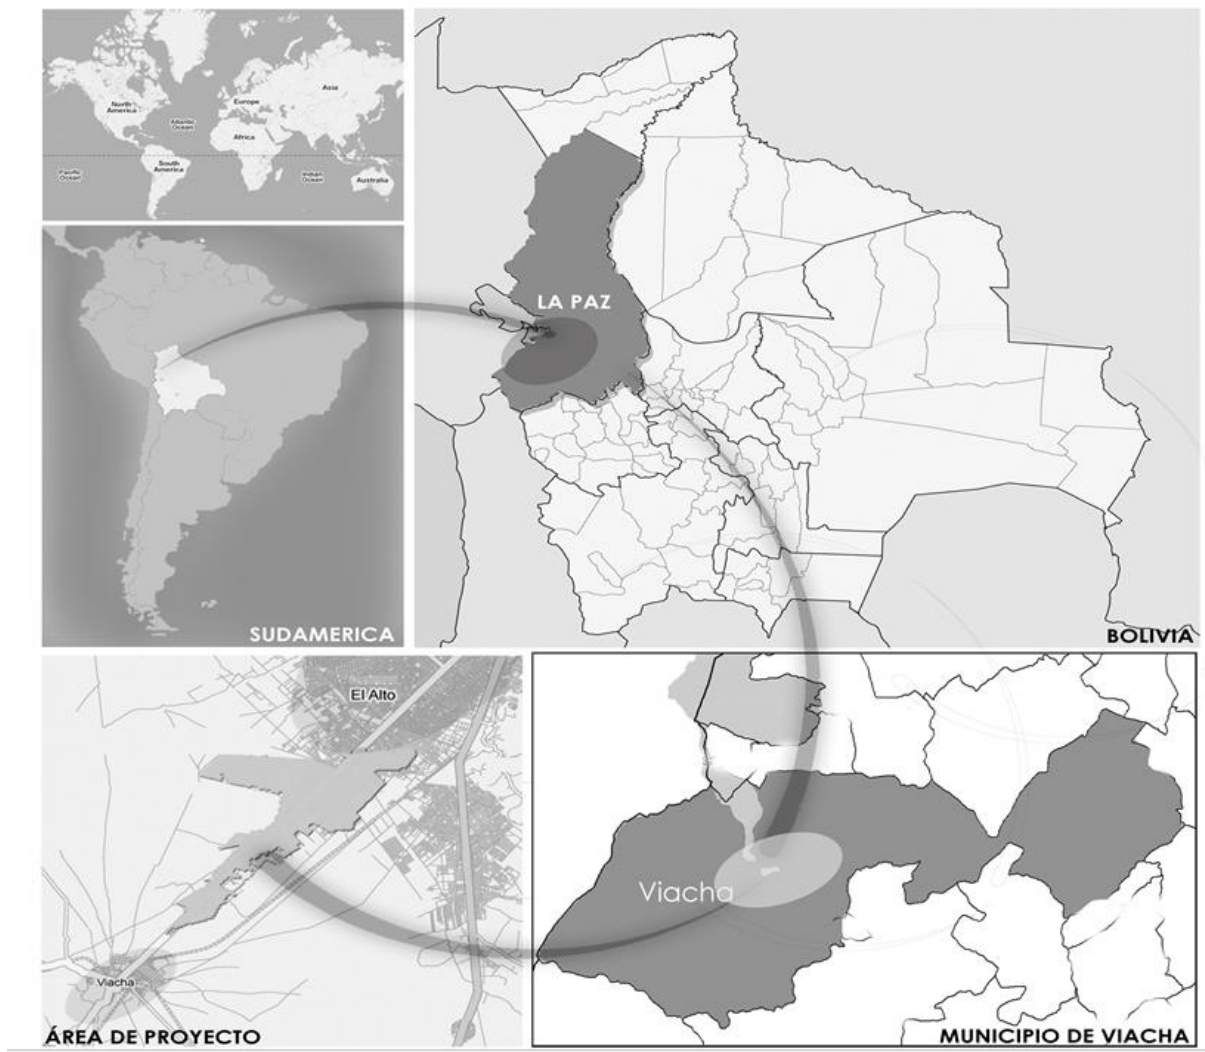 North
America
Atlantic
Ocean
Europe
Asia
Africa
South
America
Pacific
Ocean
Indian
Ocean
Australia
SUDAMERICA
LA PAZ
BOLIVIA
El Alto
Viacha
ÁREA DE PROYECTO
Viacha
MUNICIPIO DE VIACHA